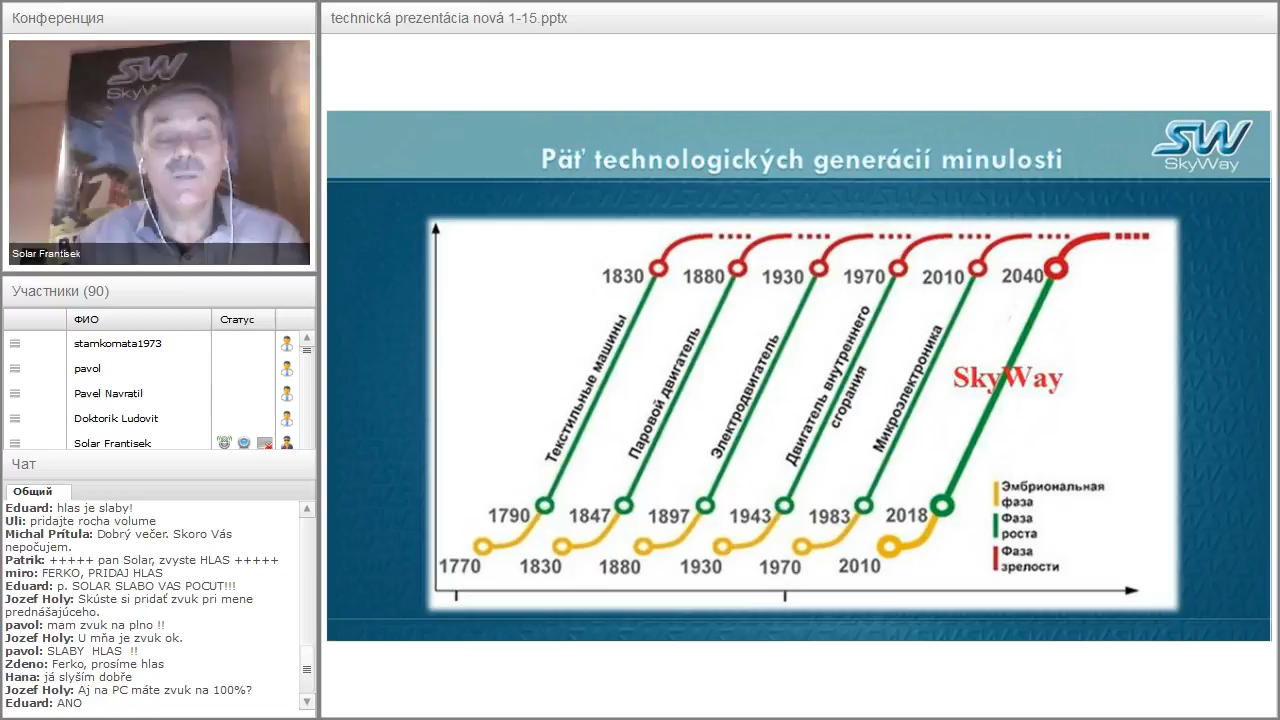 Конференция
SW
SkyWay
Solar Frantisek
Участники (90)
ФИО
Статус
stamkomata1973
pavol
Pavel Navratil
Doktorik Ludovit
Solar Frantisek
Чат
Общий
Eduard: hlas je slaby!
Uli: pridajte rocha volume
Michal Prítula: Dobrý večer. Skoro Vás
nepočujem.
Patrik: +++++ pan Solar, zvyste HLAS +++++
miro: FERKO, PRIDAJ HLAS
Eduard: p. SOLAR SLABO VAS POCUT!!!
Jozef Holy: Skúste si pridať zvuk pri mene
prednášajúceho.
pavol: mam zvuk na plno !!
Jozef Holy: U mňa je zvuk ok.
pavol: SLABY HLAS !!
Zdeno: Ferko, prosíme hlas
Hana: já slyším dobře
Jozef Holy: Aj na PC máte zvuk na 100%?
Eduard: ANO
technická prezentácia nová 1-15.pptx
Päť technologických generácií minulosti
SW
SkyWay
1830
1880
1930
1970
2010
2040
Текстильные машины
Паровой двигатель
Электродвигатель
Двигатель внутреннего
сгорания
Микроэлектроника
SkyWay
1790
1847
1897
1943
1983
2018
1770
1830
1880
1930
1970
2010
Эмбриональная
фаза
Фаза
роста
Фаза
зрелости